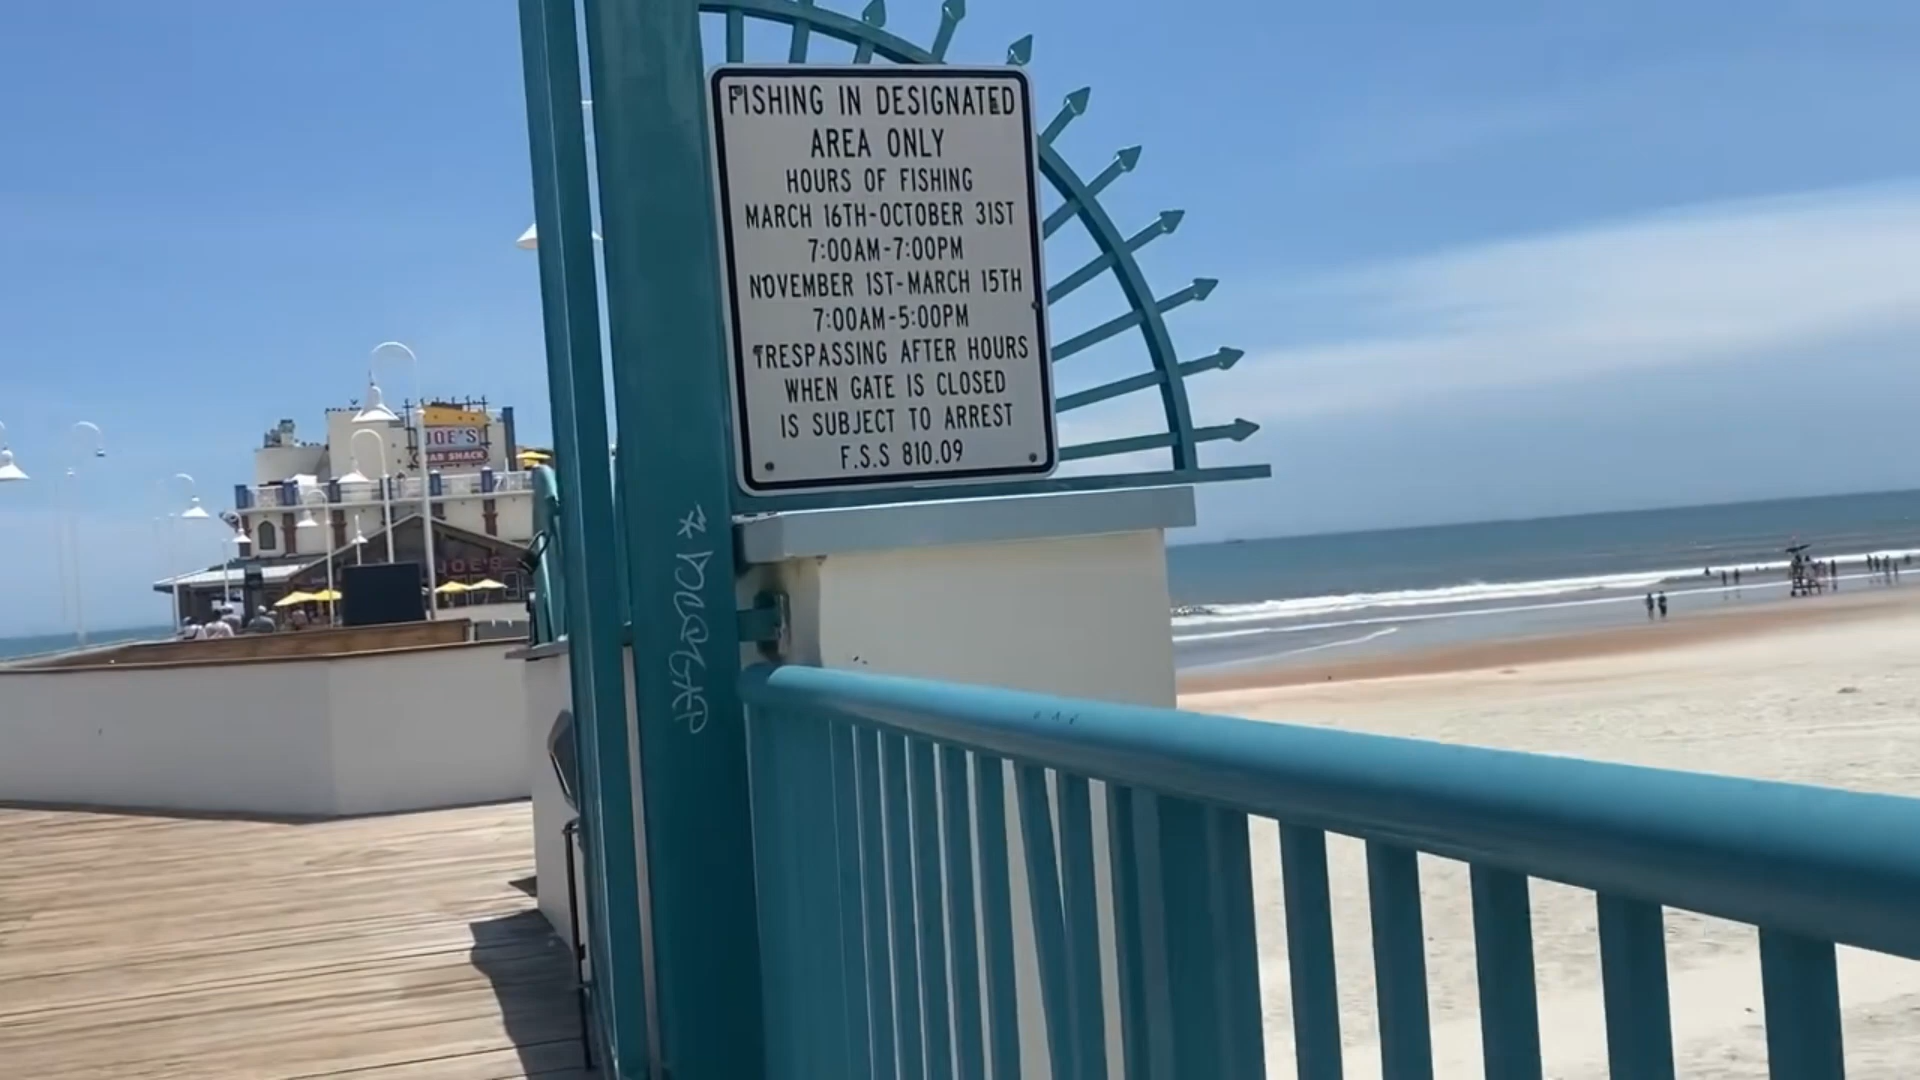 FISHING IN DESIGNATED
AREA ONLY
HOURS OF FISHING
MARCH 16TH-OCTOBER 31ST
7:00AM-7:00PM
NOVEMBER 1ST-MARCH 15TH
7:00AM-5:00PM
TRESPASSING AFTER HOURS
WHEN GATE IS CLOSED
IS SUBJECT TO ARREST
F.S.S 810.09
JOE'S
SHACK
JOE'S